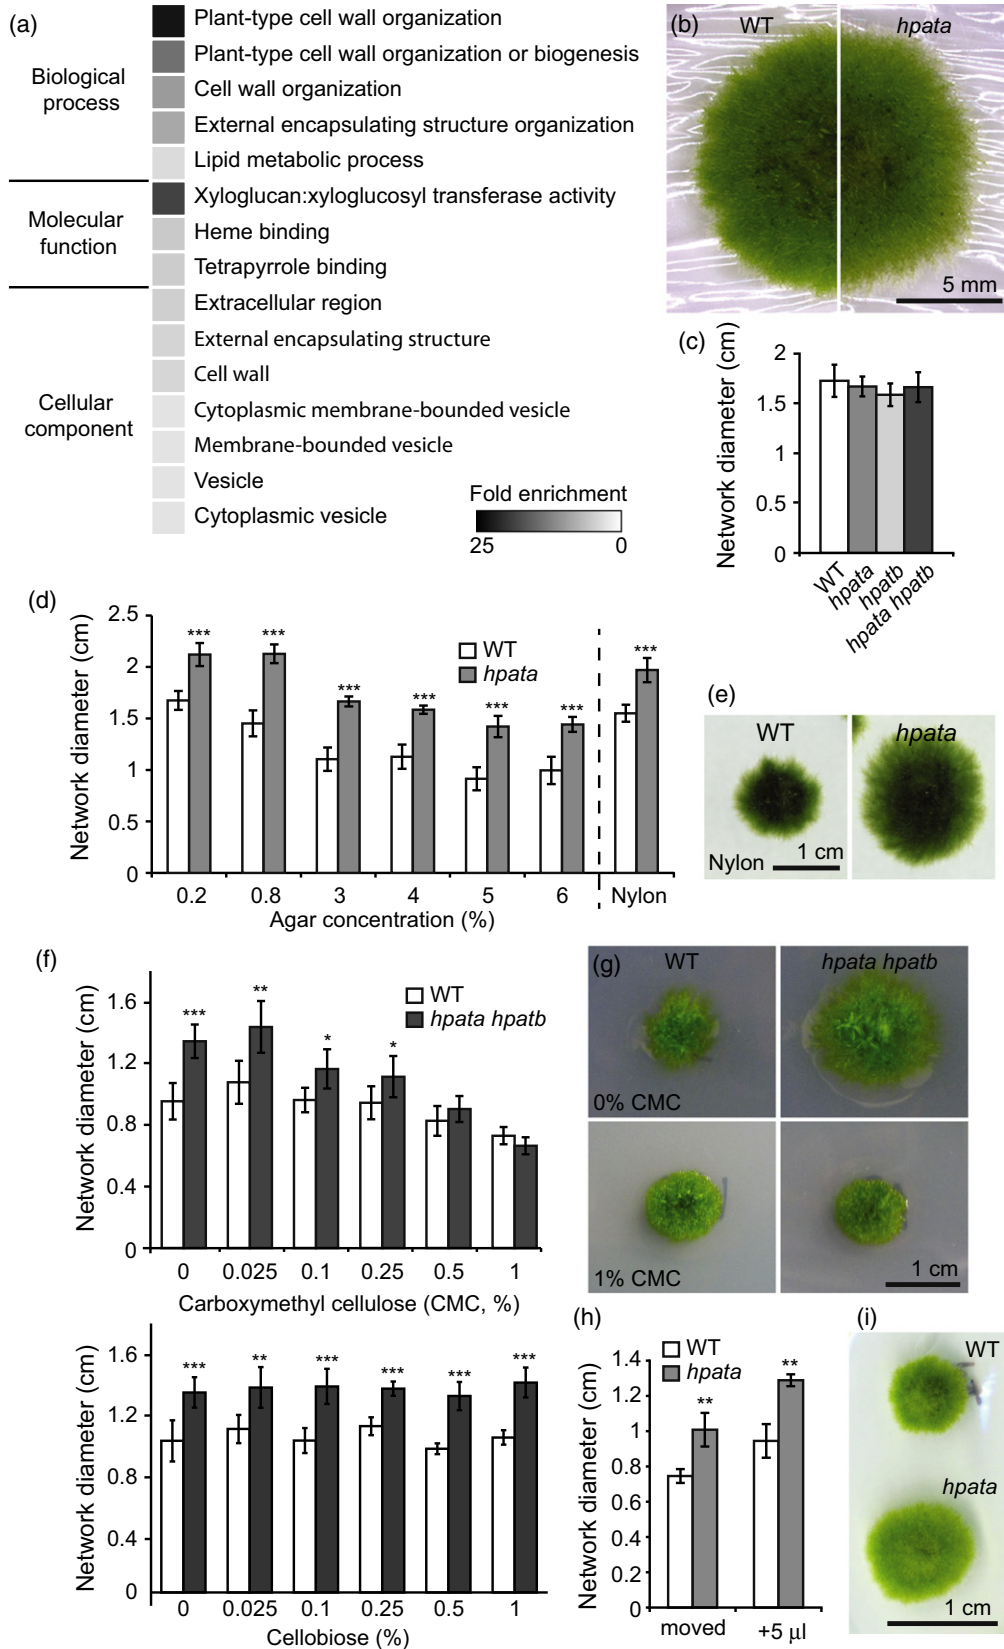 (a)
Biological
process
Molecular
function
Cellular
component
Plant-type cell wall organization
Plant-type cell wall organization or biogenesis
Cell wall organization
External encapsulating structure organization
Lipid metabolic process
Xyloglucan:xyloglucosyl transferase activity
Heme binding
Tetrapyrrole binding
Extracellular region
External encapsulating structure
Cell wall
Cytoplasmic membrane-bounded vesicle
Membrane-bounded vesicle
Vesicle
Cytoplasmic vesicle
Fold enrichment
25 0
(b)
WT hpata
5 mm
(c)
Network diameter (cm)
2
1.5
1
0.5
0
WT
hpata
hpatb
hpata hpatb
(d)
Network diameter (cm)
2.5
2
1.5
1
0.5
0
WT
hpata
*** *** *** *** *** *** ***
0.2 0.8 3 4 5 6 Nylon
Agar concentration (%)
(e)
WT hpata
Nylon 1 cm
(f)
Network diameter (cm)
1.6
1.2
0.8
0.4
0
WT
hpata hpatb
*** ** * *
0 0.025 0.1 0.25 0.5 1
Carboxymethyl cellulose (CMC, %)
Network diameter (cm)
1.6
1.2
0.8
0.4
0
*** ** *** *** *** ***
0 0.025 0.1 0.25 0.5 1
Cellobiose (%)
(g)
WT hpata hpatb
0% CMC
1% CMC
1 cm
(h)
WT
hpata
Network diameter (cm)
1.4
1.2
1
0.8
0.6
0.4
0.2
0
** **
moved +5 μl
(i)
WT
hpata
1 cm